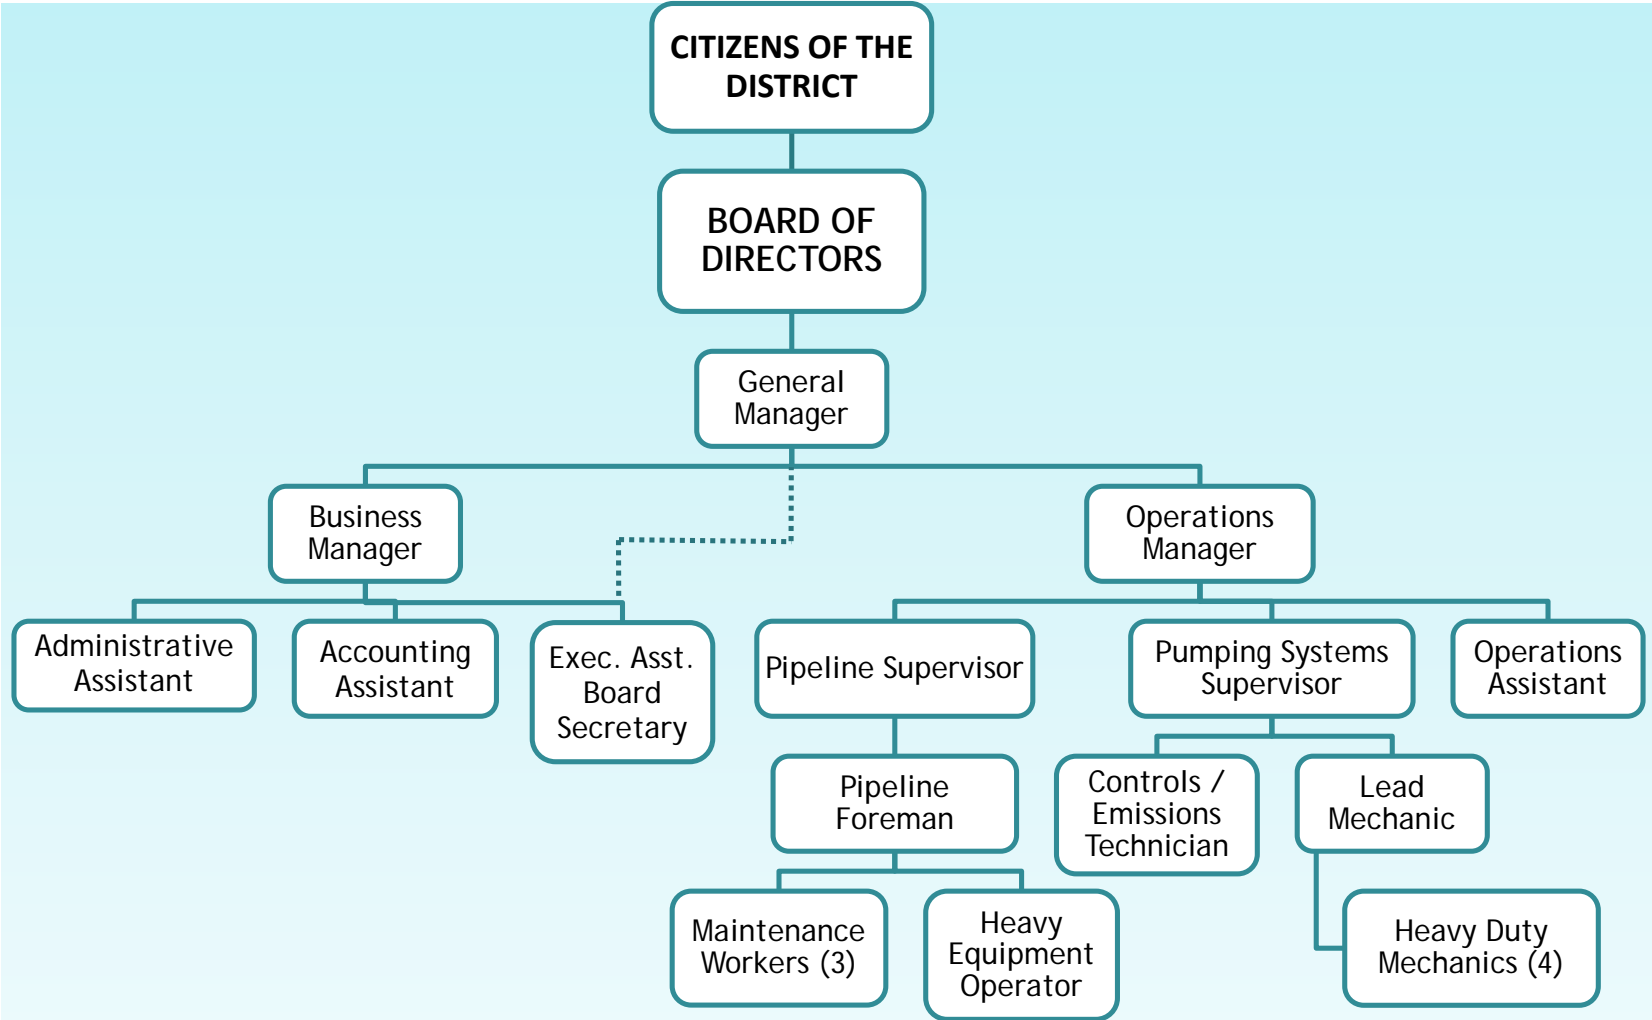 CITIZENS OF THE
DISTRICT
BOARD OF
DIRECTORS
General
Manager
Business
Manager
Operations
Manager
Administrative
Assistant
Accounting
Assistant
Exec. Asst.
Board
Secretary
Pipeline Supervisor
Pumping Systems
Supervisor
Operations
Assistant
Pipeline
Foreman
Controls /
Emissions
Technician
Lead
Mechanic
Maintenance
Workers (3)
Heavy
Equipment
Operator
Heavy Duty
Mechanics (4)